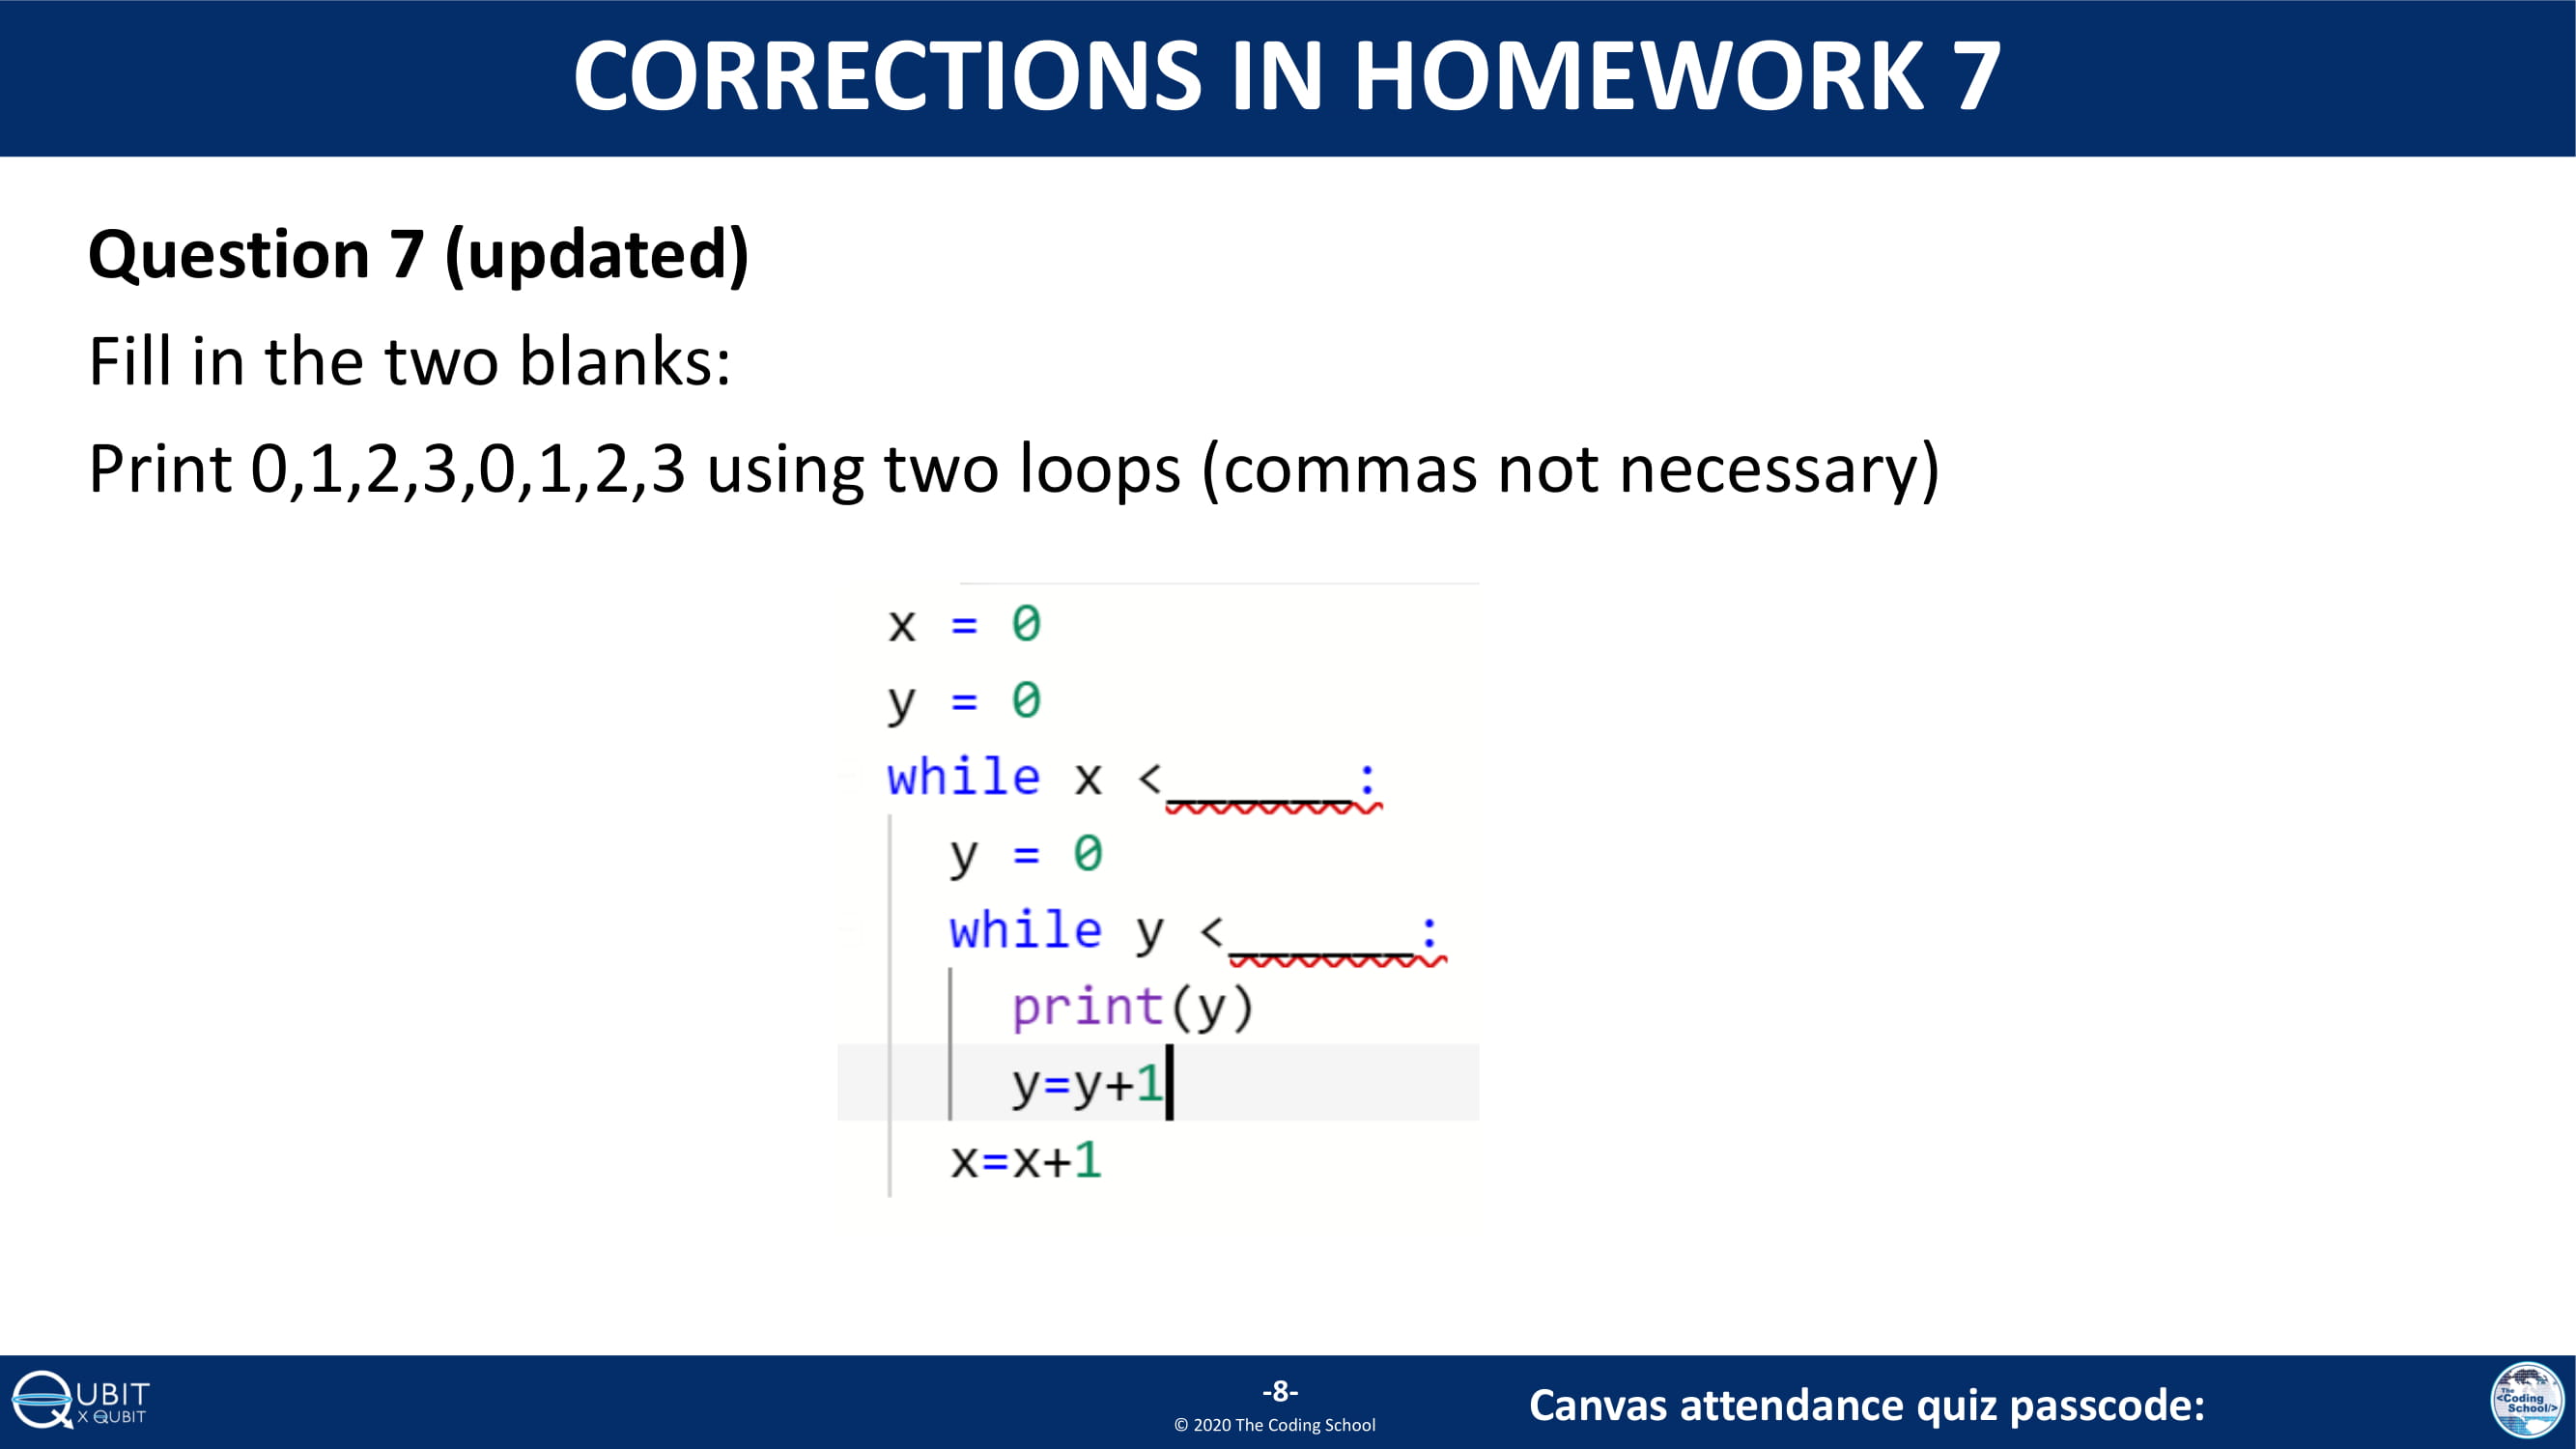 CORRECTIONS IN HOMEWORK 7
Question 7 (updated)
Fill in the two blanks:
Print 0,1,2,3,0,1,2,3 using two loops (commas not necessary)
x = 0
y = 0
while x <______:
y = 0
while y <______:
print(y)
y=y+1
x=x+1
QUBIT
X QUBIT
-8-
© 2020 The Coding School
Canvas attendance quiz passcode:
The
<Coding
School/>